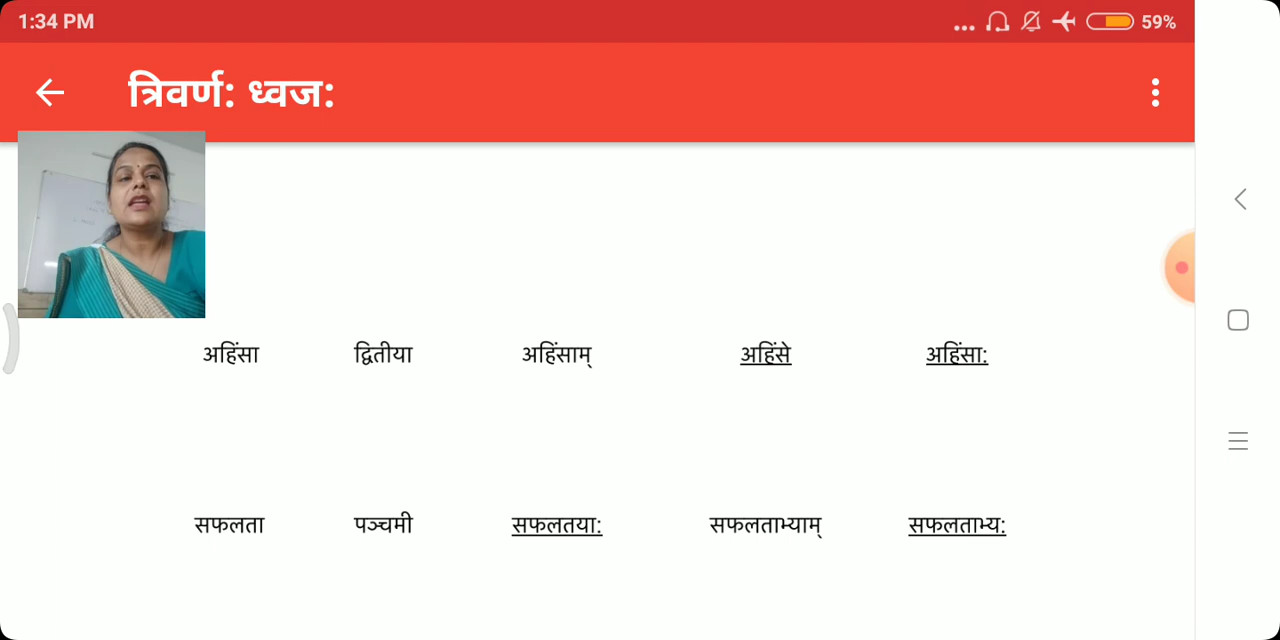 1:34 PM 59%
त्रिवर्ण: ध्वज:
अहिंसा द्वितीया अहिंसाम् अहिंसे अहिंसा:
सफलता पञ्चमी सफलतया: सफलताभ्याम् सफलताभ्य: